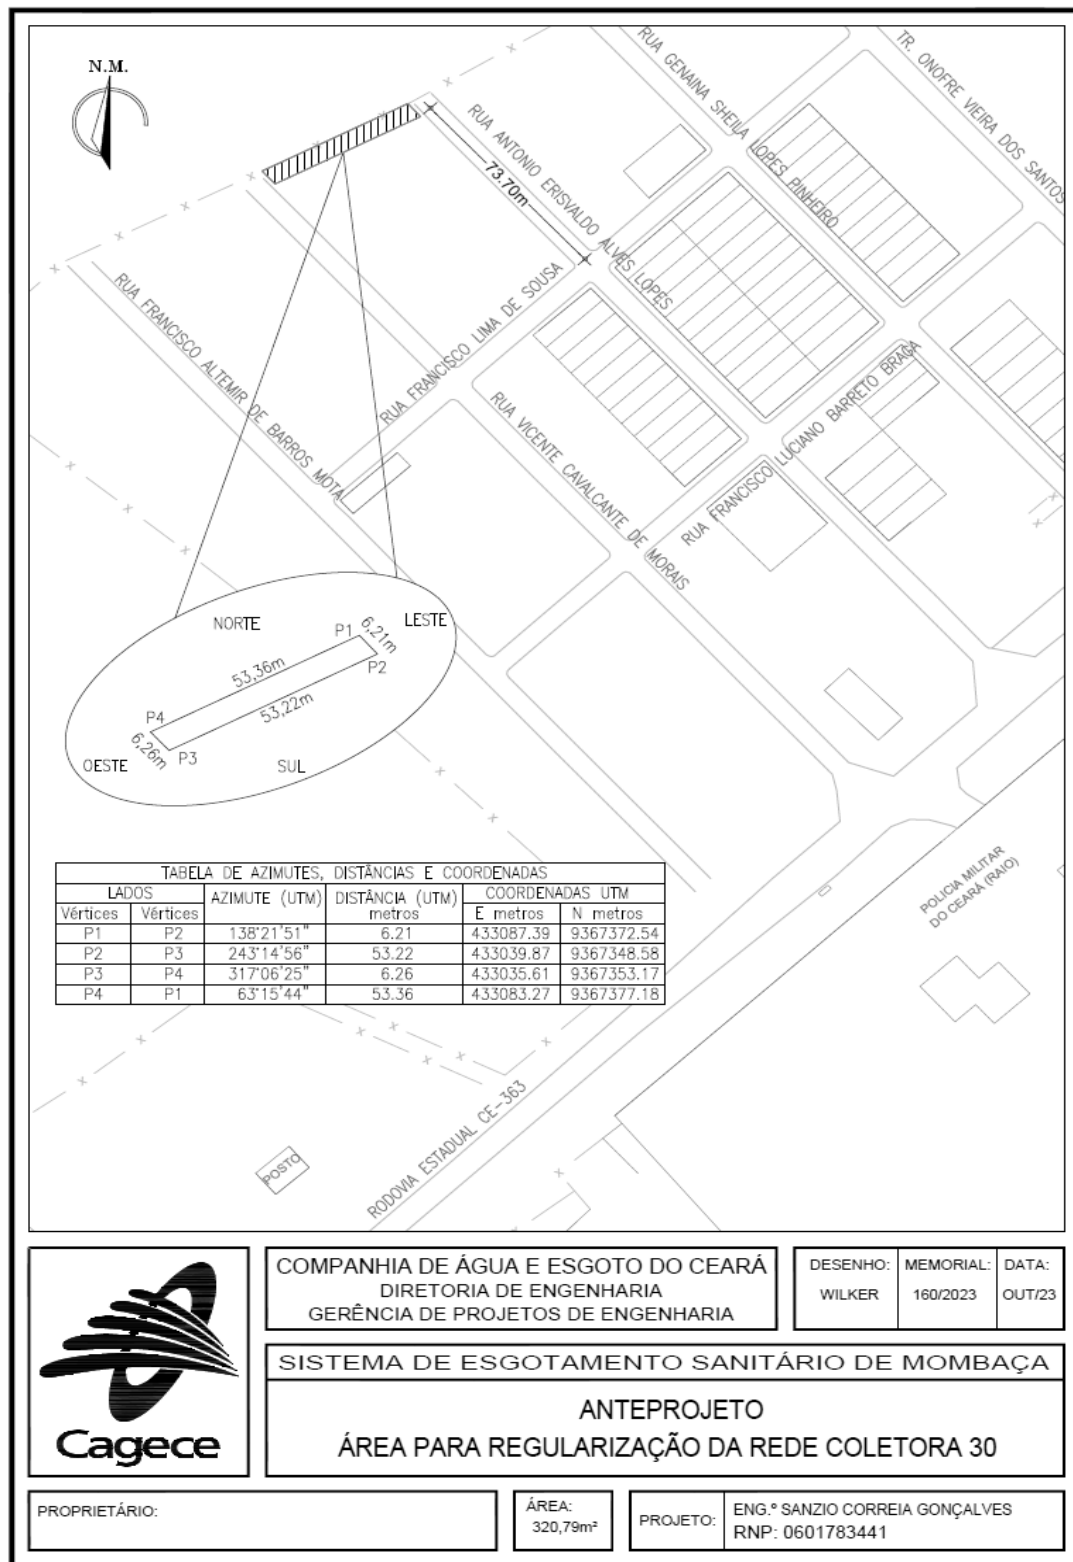 N.M.
RUA GENAINA SHEILA LOPES PINHEIRO
TR. ONOFRE VIEIRA DOS SANTOS
RUA ANTONIO ERISVALDO ALVES LOPES
73.70m
RUA FRANCISCO ALTEMIR DE BARROS MOTA
RUA FRANCISCO LIMA DE SOUSA
RUA VICENTE CAVALCANTE DE MORAIS
RUA FRANCISCO LUCIANO BARRETO BRAGA
NORTE
LESTE
P1
6,21m
P2
53,36m
53,22m
P4
6,26m
P3
OESTE
SUL
POLICIA MILITAR
DO CEARÁ (RAIO)
TABELA DE AZIMUTES, DISTÂNCIAS E COORDENADAS
LADOS AZIMUTE (UTM) DISTÂNCIA (UTM) metros COORDENADAS UTM
Vértices Vértices E metros N metros
P1 P2 138°21'51" 6.21 433087.39 9367372.54
P2 P3 243°14'56" 53.22 433039.87 9367348.58
P3 P4 317°06'25" 6.26 433035.61 9367353.17
P4 P1 63°15'44" 53.36 433083.27 9367377.18
RODOVIA ESTADUAL CE-363
POSTO
Cagece
COMPANHIA DE ÁGUA E ESGOTO DO CEARÁ
DIRETORIA DE ENGENHARIA
GERÊNCIA DE PROJETOS DE ENGENHARIA
DESENHO: MEMORIAL: DATA:
WILKER 160/2023 OUT/23
SISTEMA DE ESGOTAMENTO SANITÁRIO DE MOMBAÇA
ANTEPROJETO
ÁREA PARA REGULARIZAÇÃO DA REDE COLETORA 30
PROPRIETÁRIO:
ÁREA:
320,79m²
PROJETO:
ENG.º SANZIO CORREIA GONÇALVES
RNP: 0601783441